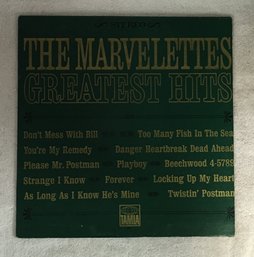 STEREO
THE MARVELETTES
GREATEST HITS
Don't Mess With Bill Too Many Fish In The Sea
You're My Remedy Danger Heartbreak Dead Ahead
Please Mr. Postman Playboy Beechwood 4-5789
Strange I Know Forever Locking Up My Heart
As Long As I Know He's Mine Twistin' Postman
TAMLA